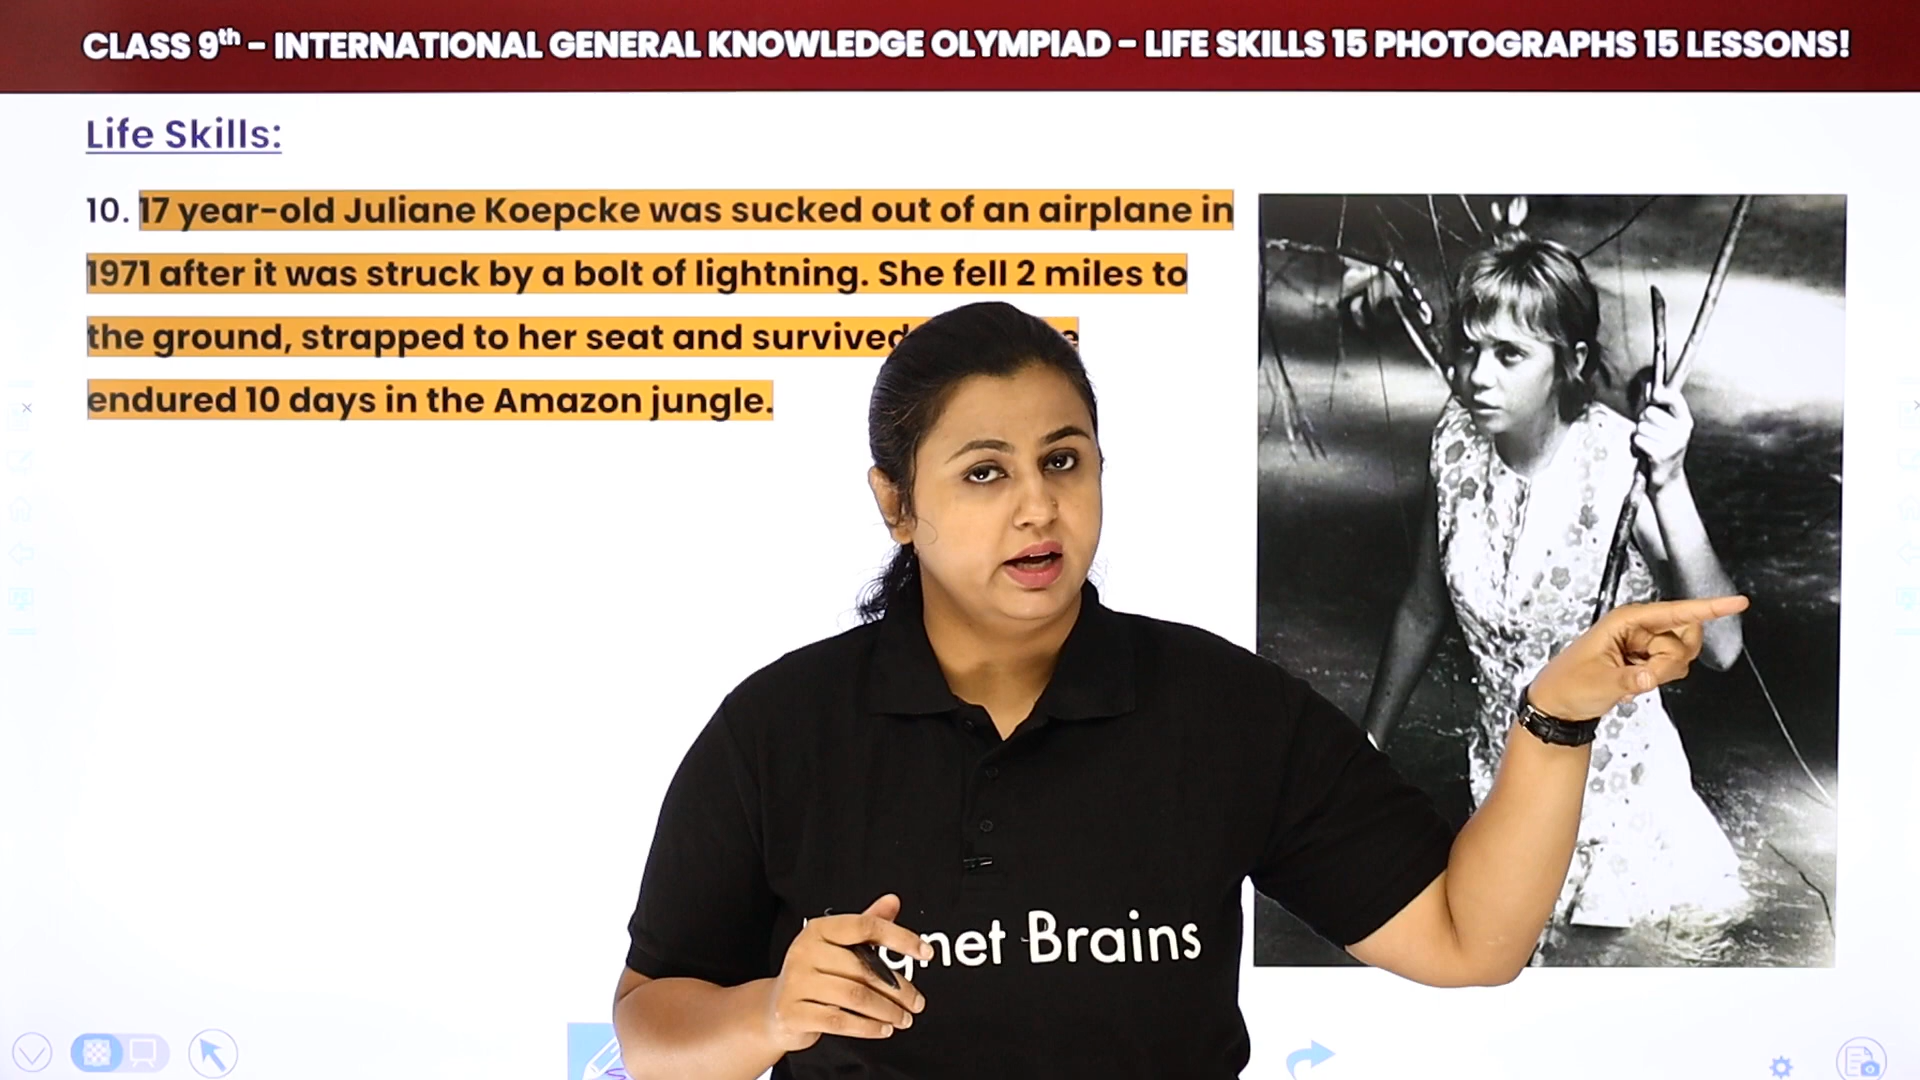 CLASS 9th - INTERNATIONAL GENERAL KNOWLEDGE OLYMPIAD - LIFE SKILLS 15 PHOTOGRAPHS 15 LESSONS!
Life Skills:
10. 17 year-old Juliane Koepcke was sucked out of an airplane in
1971 after it was struck by a bolt of lightning. She fell 2 miles to
the ground, strapped to her seat and survived
endured 10 days in the Amazon jungle.
Brains